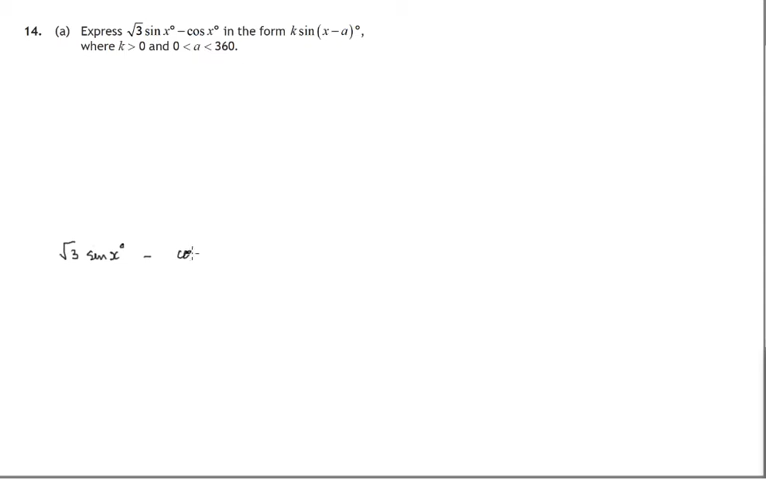 14. (a) Express √3 sin x° – cos x° in the form k sin(x – a)°,
where k > 0 and 0 < a < 360.
√3 sin x° –